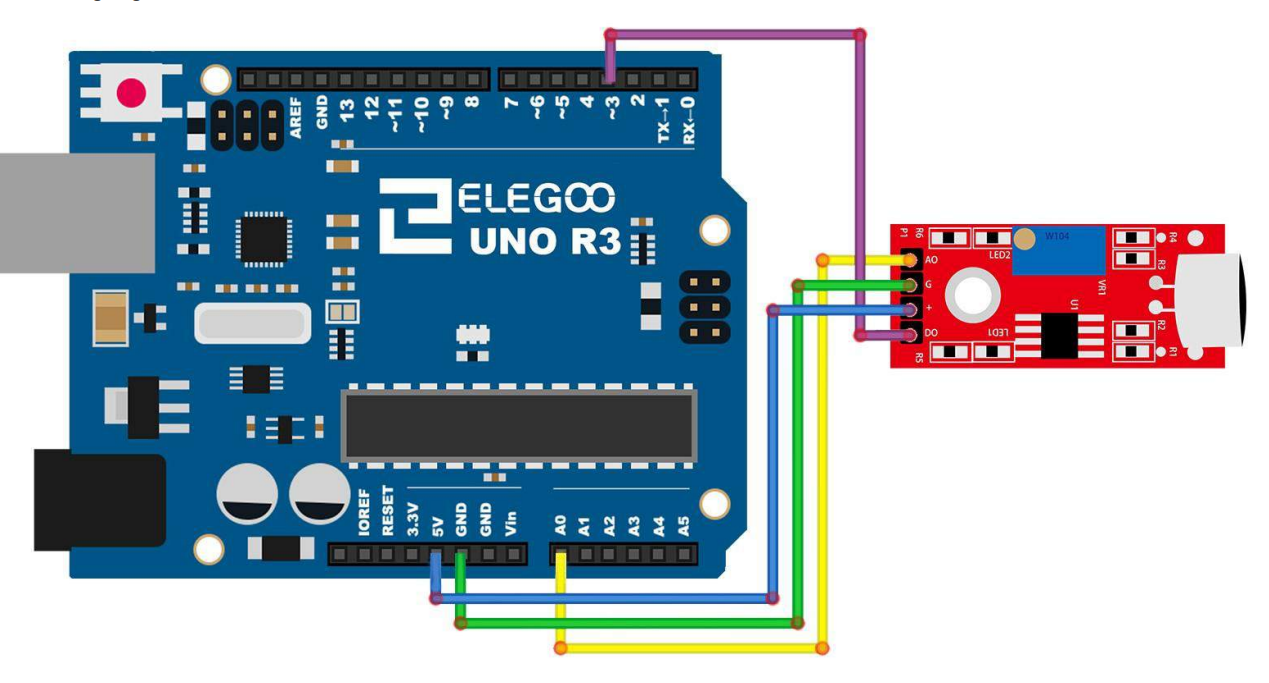 AREF
GND
13
12
~11
~10
~9
8
7
~6
~5
4
~3
2
TX→1
RX←0
ELEGOO
UNO R3
IOREF
RESET
3.3V
5V
GND
GND
Vin
A0
A1
A2
A3
A4
A5
P1
R6
AO
G
+
DO
R5
LED2
LED1
W104
VR1
U1
R4
R3
R2
R1